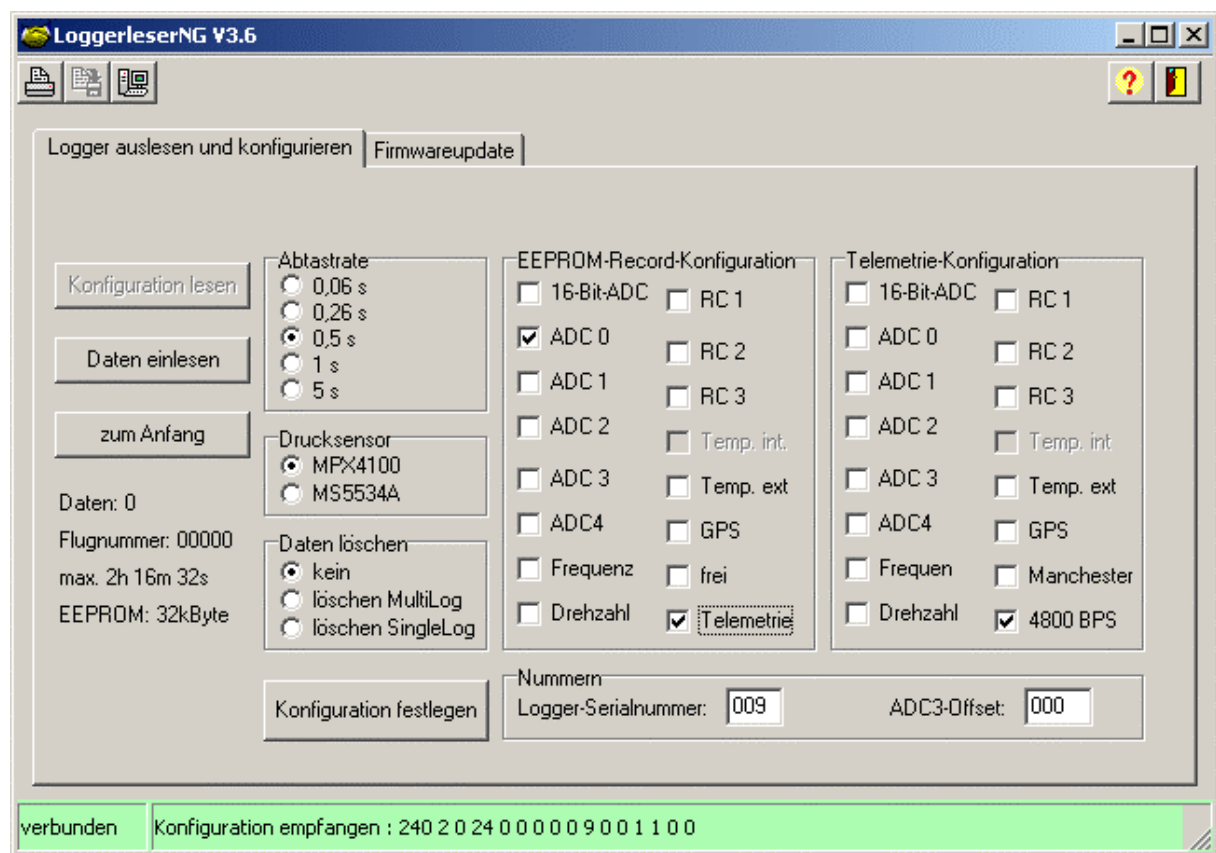 LoggerleserNG V3.6
Logger auslesen und konfigurieren
Firmwareupdate
Konfiguration lesen
Daten einlesen
zum Anfang
Daten: 0
Flugnummer: 00000
max. 2h 16m 32s
EEPROM: 32kByte
Abtastrate
0,06 s
0,26 s
0,5 s
1 s
5 s
Drucksensor
MPX4100
MS5534A
Daten löschen
kein
löschen MultiLog
löschen SingleLog
Konfiguration festlegen
EEPROM-Record-Konfiguration
16-Bit-ADC
ADC 0
ADC 1
ADC 2
ADC 3
ADC4
Frequenz
Drehzahl
RC 1
RC 2
RC 3
Temp. int.
Temp. ext
GPS
frei
Telemetrie
Telemetrie-Konfiguration
16-Bit-ADC
ADC 0
ADC 1
ADC 2
ADC 3
ADC4
Frequen
Drehzahl
RC 1
RC 2
RC 3
Temp. int
Temp. ext
GPS
Manchester
4800 BPS
Nummern
Logger-Serialnummer: 009
ADC3-Offset: 000
verbunden
Konfiguration empfangen : 240 2 0 24 0 0 0 0 0 9 0 0 1 1 0 0